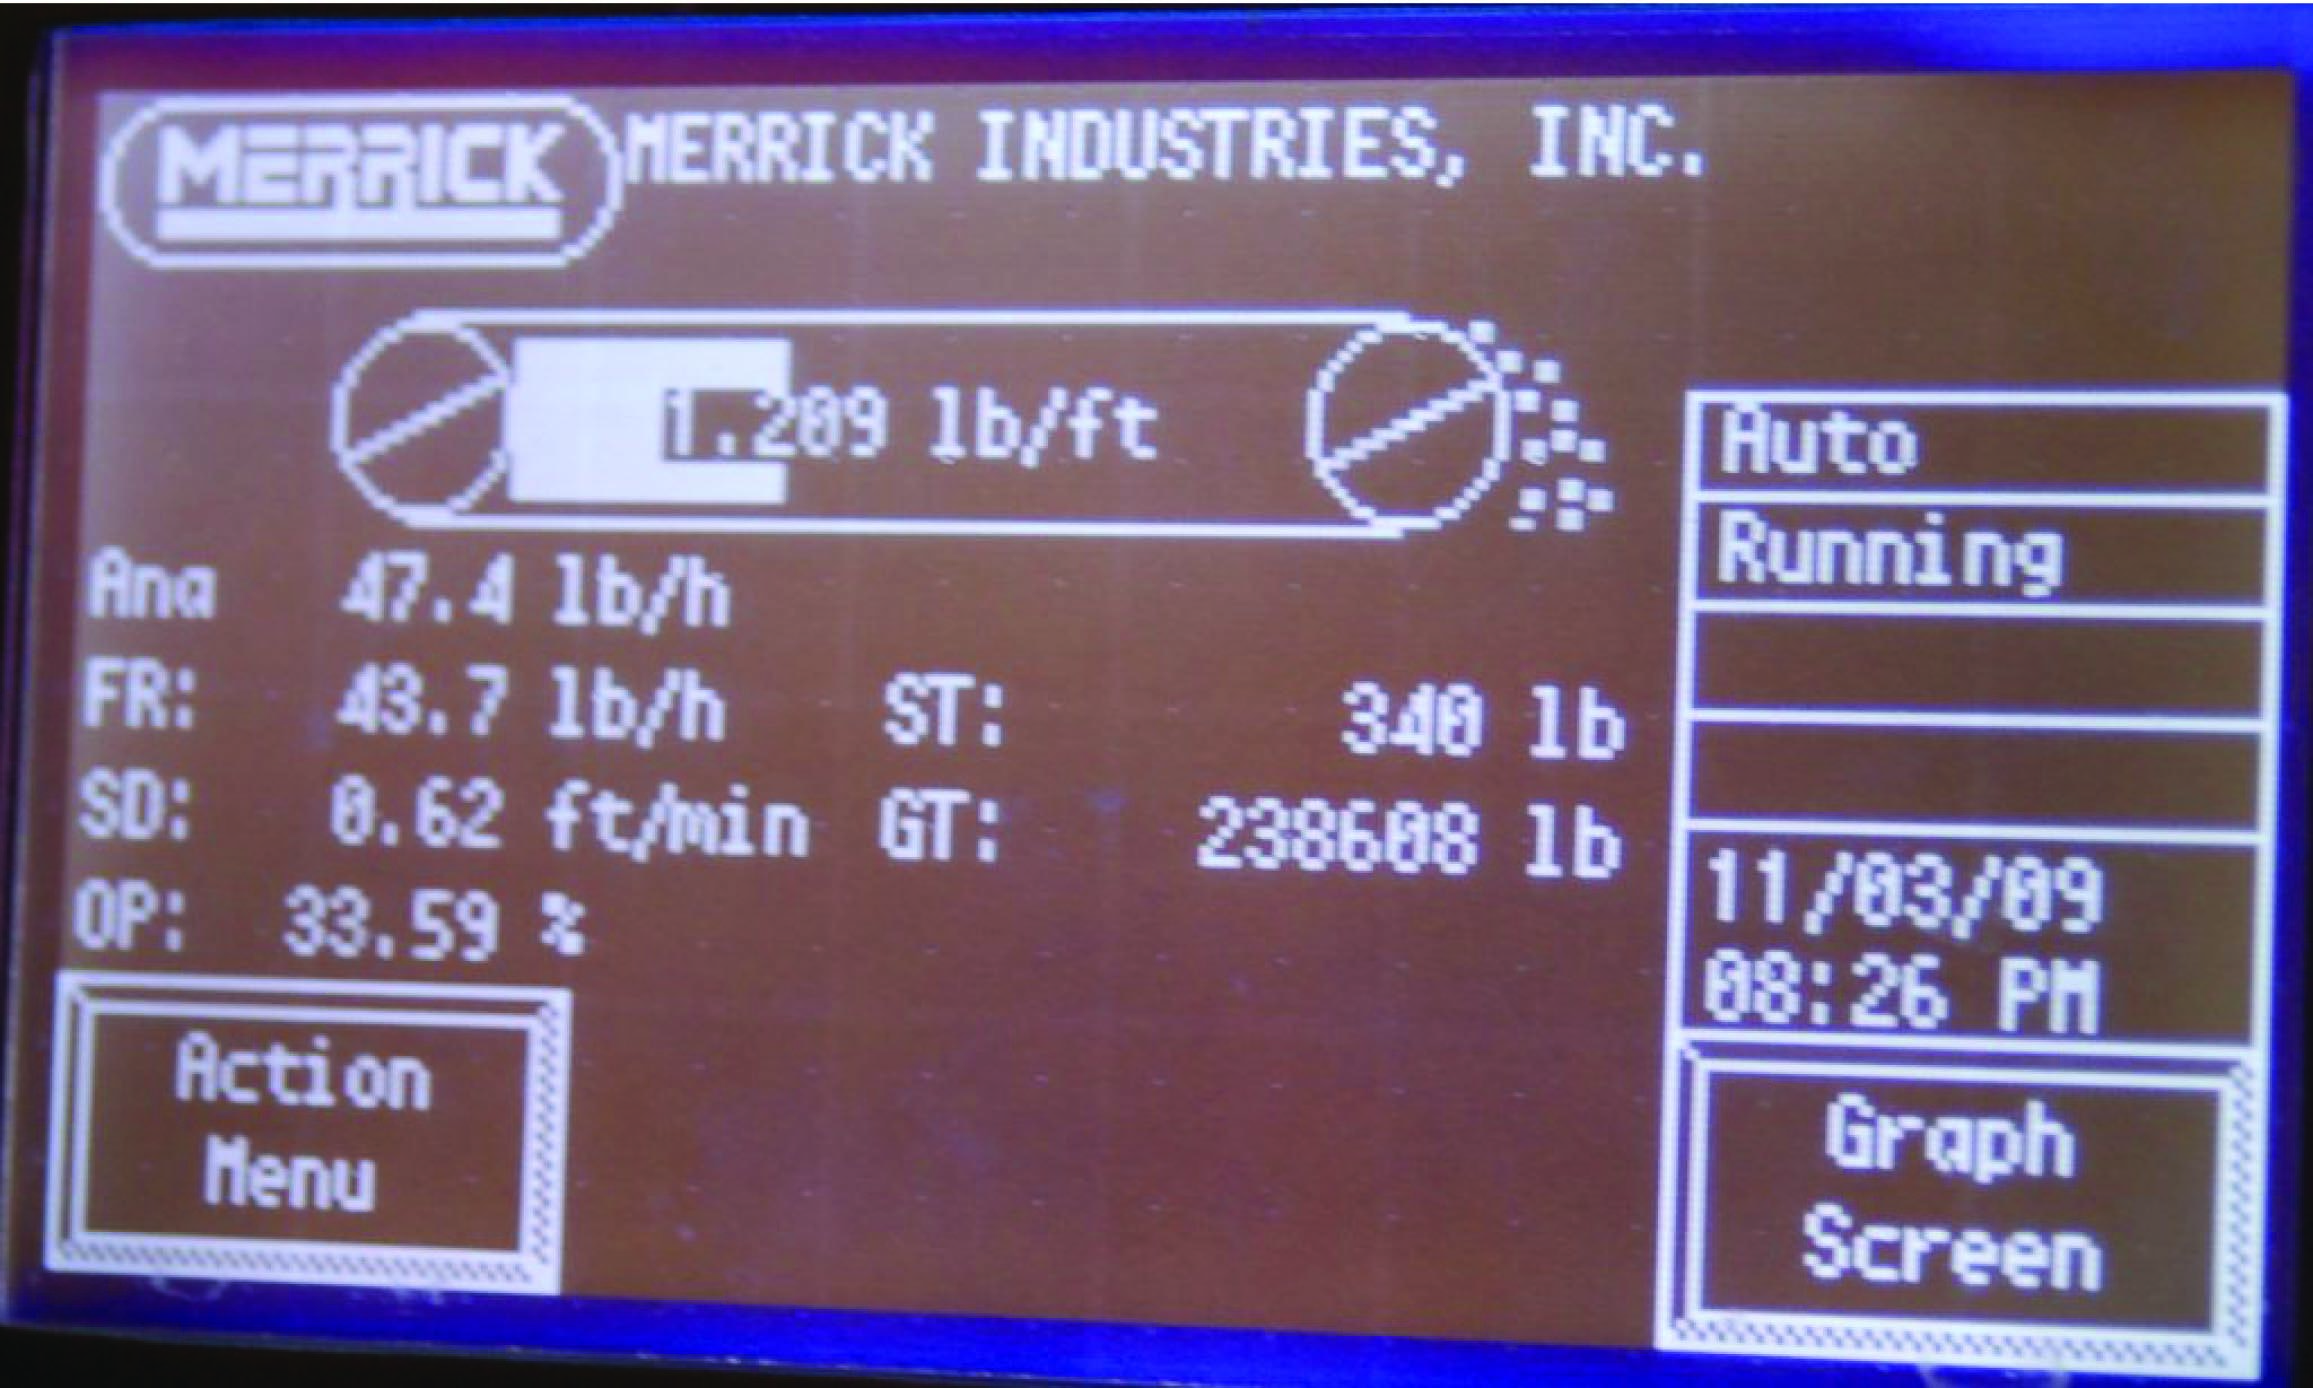 MERRICK MERRICK INDUSTRIES, INC.
1.209 lb/ft
Auto
Running
Ana 47.4 lb/h
FR: 43.7 lb/h ST: 340 lb
SD: 0.62 ft/min GT: 238608 lb
OP: 33.59 %
11/03/09
08:26 PM
Action
Menu
Graph
Screen